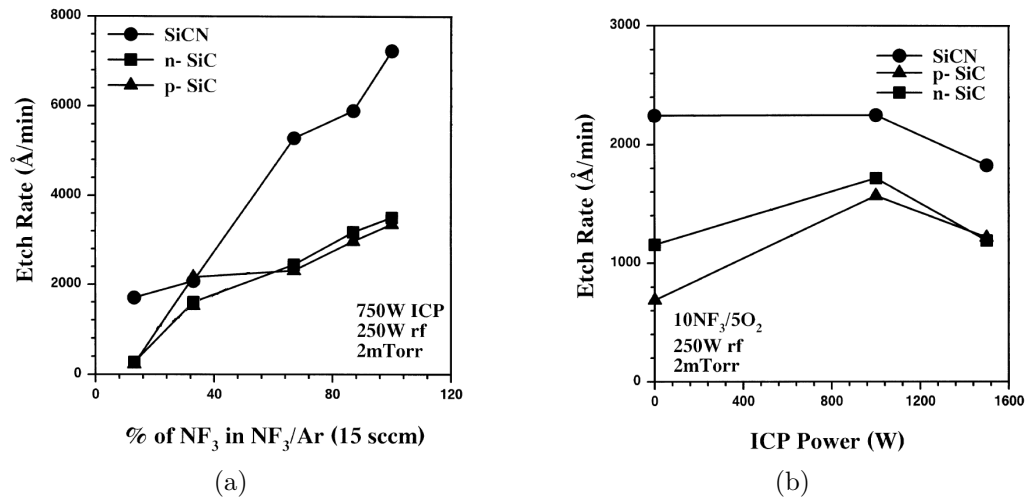 8000
6000
4000
2000
0
Etch Rate (Å/min)
SiCN
n- SiC
p- SiC
750W ICP
250W rf
2mTorr
0
40
80
120
% of NF₃ in NF₃/Ar (15 sccm)
(a)
3000
2000
1000
0
Etch Rate (Å/min)
SiCN
p- SiC
n- SiC
10NF₃/5O₂
250W rf
2mTorr
0
400
800
1200
1600
ICP Power (W)
(b)